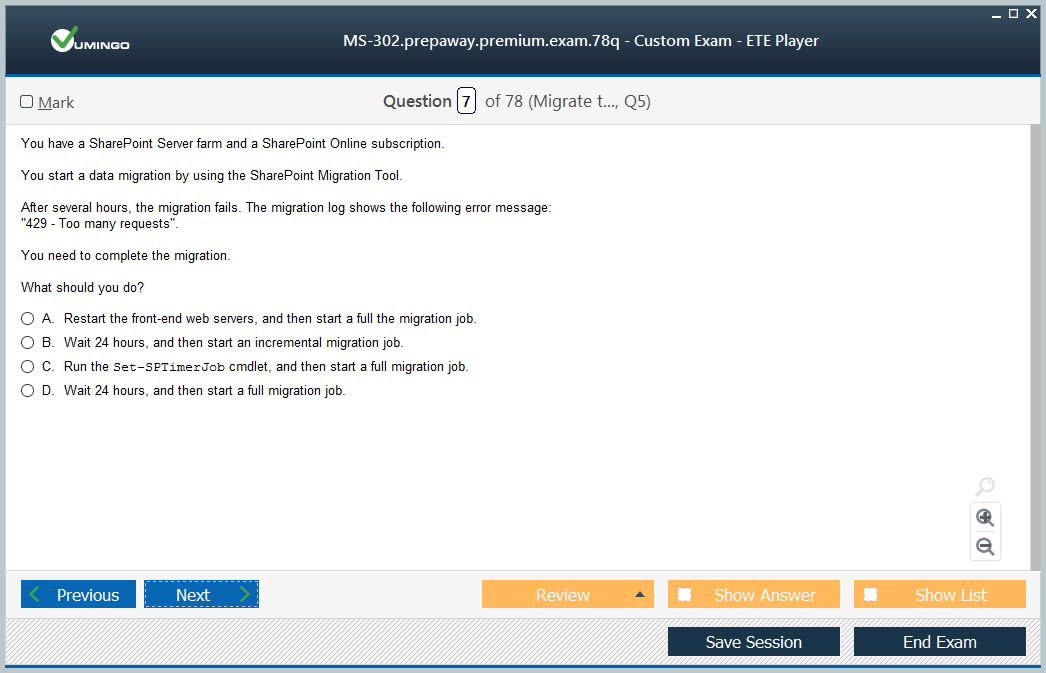 VUMINGO
MS-302.prepaway.premium.exam.78q - Custom Exam - ETE Player
Mark
Question 7 of 78 (Migrate t..., Q5)
You have a SharePoint Server farm and a SharePoint Online subscription.
You start a data migration by using the SharePoint Migration Tool.
After several hours, the migration fails. The migration log shows the following error message:
"429 - Too many requests".
You need to complete the migration.
What should you do?
A. Restart the front-end web servers, and then start a full the migration job.
B. Wait 24 hours, and then start an incremental migration job.
C. Run the Set-SPTimerJob cmdlet, and then start a full migration job.
D. Wait 24 hours, and then start a full migration job.
Previous
Next
Review
Show Answer
Show List
Save Session
End Exam